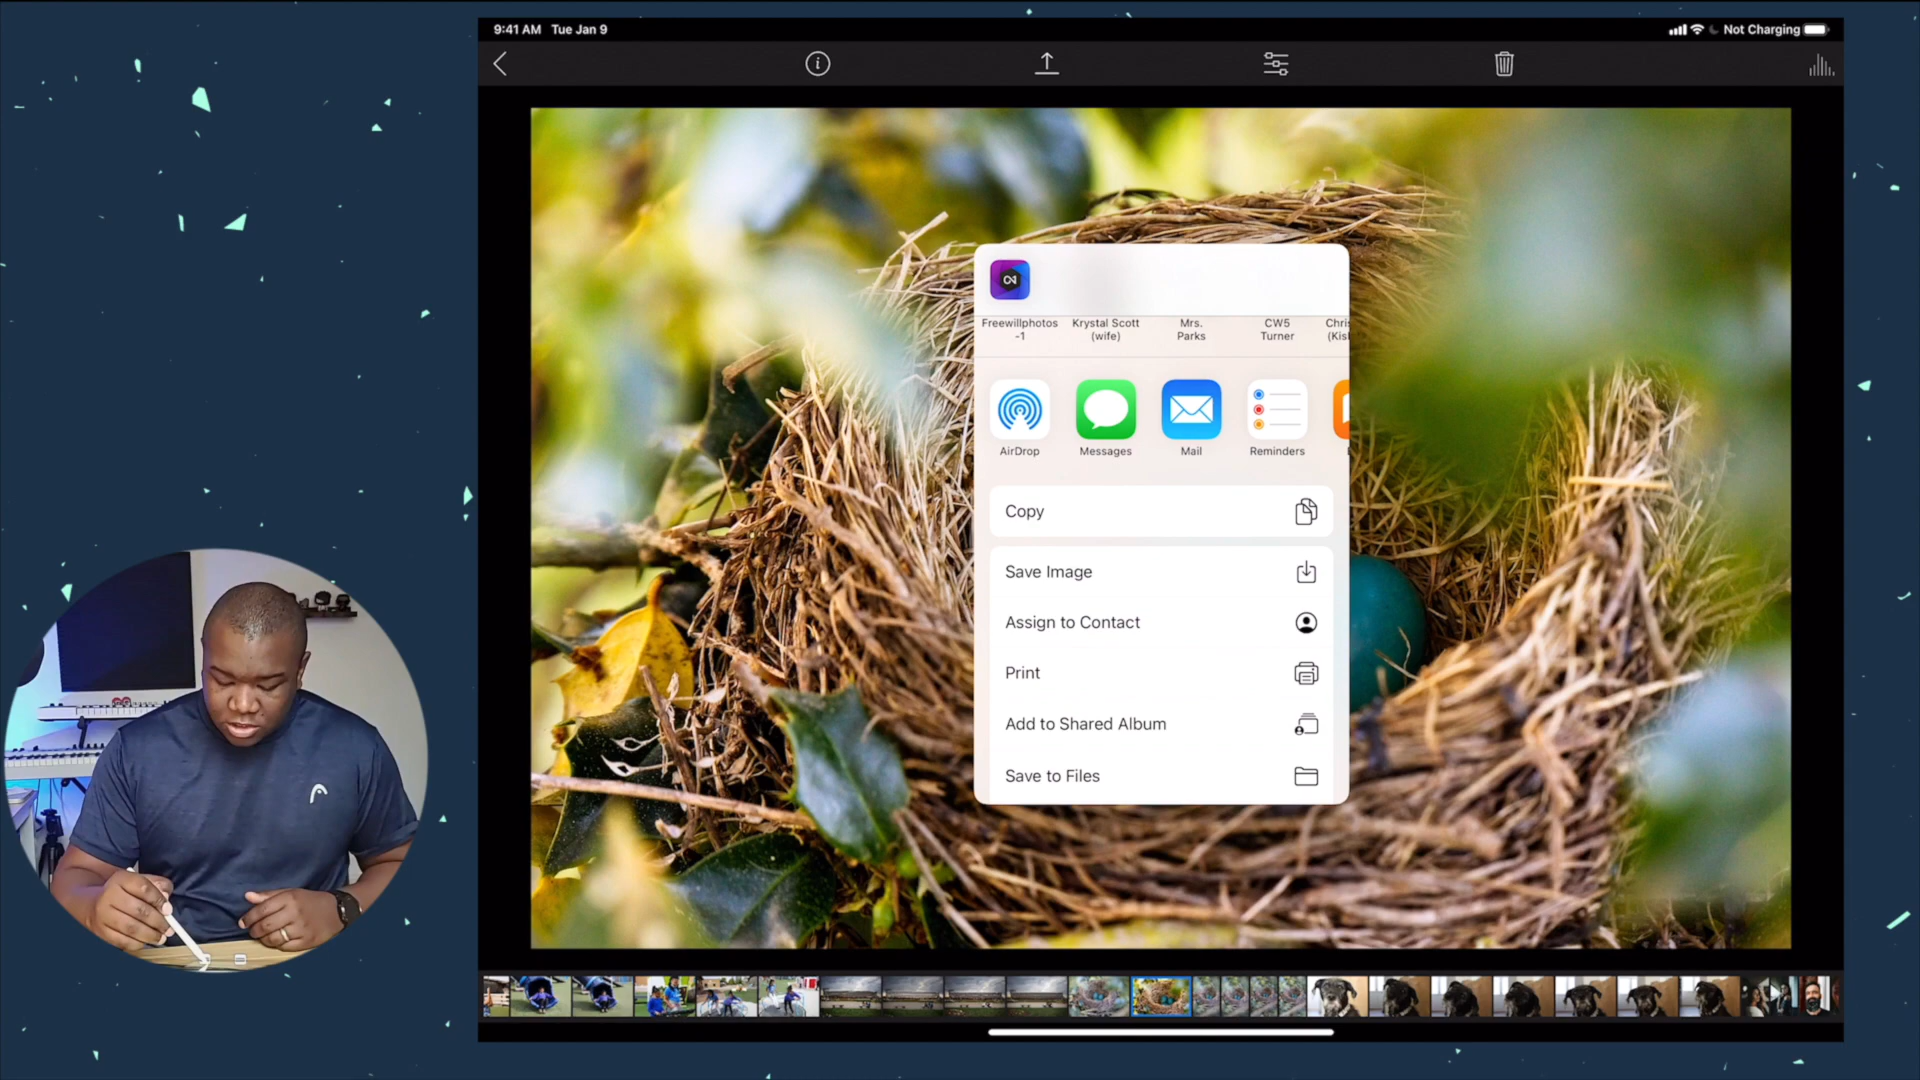 9:41 AM Tue Jan 9
Not Charging
Freewillphotos
-1
Krystal Scott
(wife)
Mrs.
Parks
CW5
Turner
AirDrop
Messages
Mail
Reminders
Copy
Save Image
Assign to Contact
Print
Add to Shared Album
Save to Files